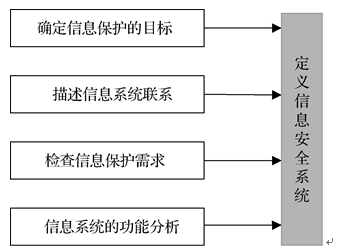 确定信息保护的目标
描述信息系统联系
检查信息保护需求
信息系统的功能分析
定义信息安全系统